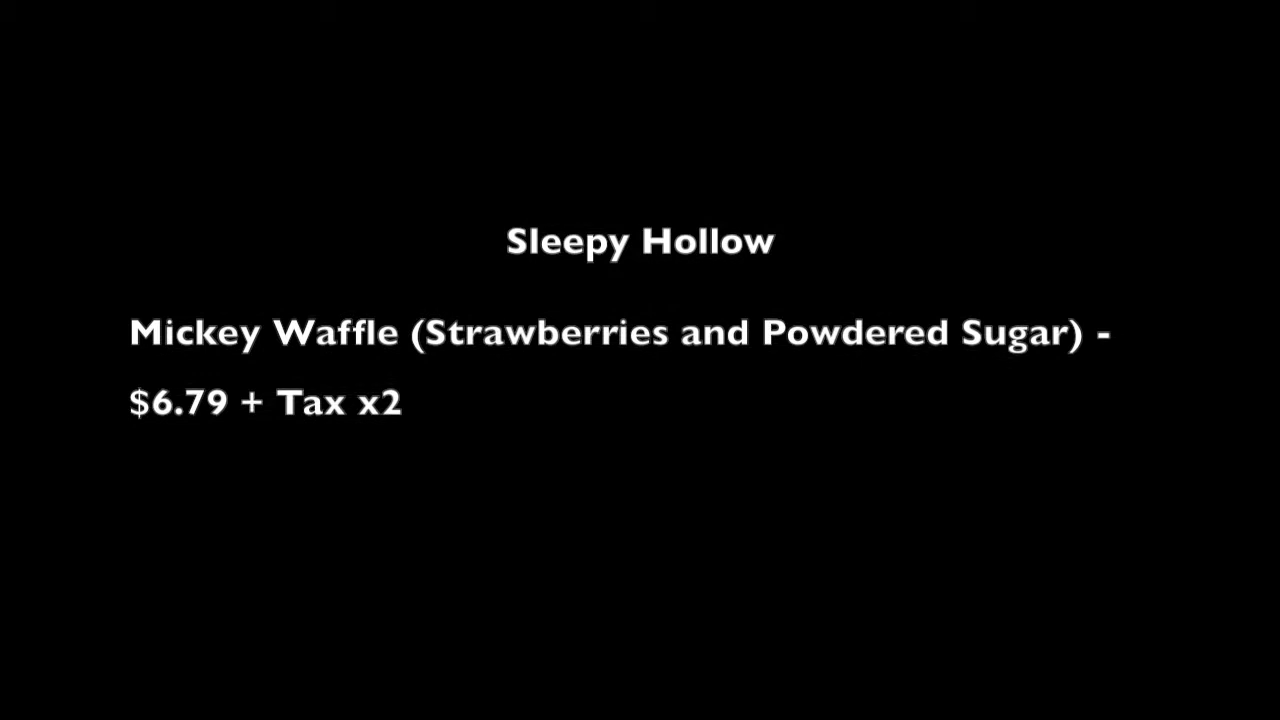 Sleepy Hollow
Mickey Waffle (Strawberries and Powdered Sugar) -
$6.79 + Tax x2